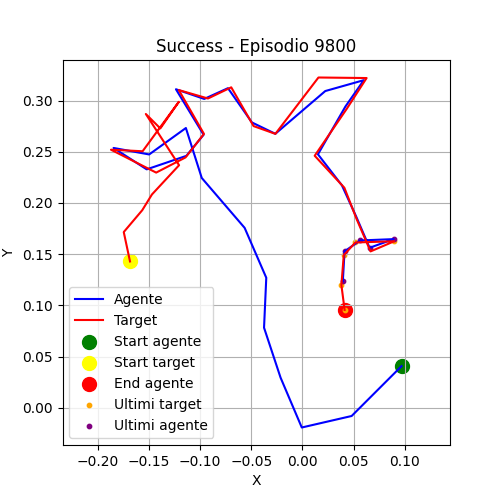 Success - Episodio 9800
Y
0.30
0.25
0.20
0.15
0.10
0.05
0.00
Agente
Target
Start agente
Start target
End agente
Ultimi target
Ultimi agente
−0.20 −0.15 −0.10 −0.05 0.00 0.05 0.10
X